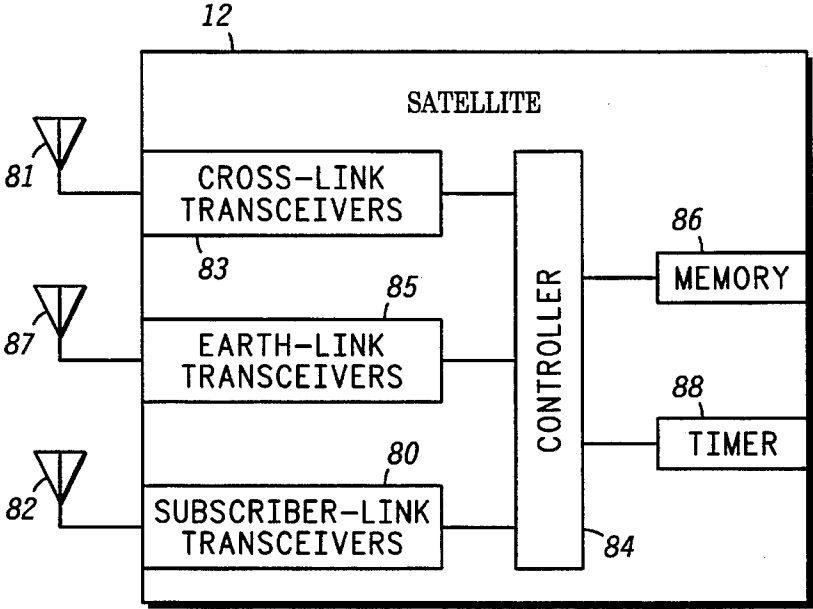 12
SATELLITE
81
CROSS-LINK
TRANSCEIVERS
83
86
MEMORY
87
85
EARTH-LINK
TRANSCEIVERS
CONTROLLER
88
TIMER
82
80
SUBSCRIBER-LINK
TRANSCEIVERS
84